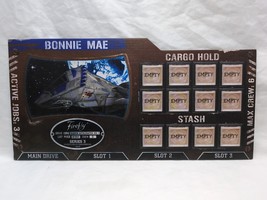 BONNIE MAE
CARGO HOLD
EMPTY EMPTY EMPTY EMPTY
EMPTY EMPTY EMPTY EMPTY
STASH
EMPTY EMPTY EMPTY EMPTY
ACTIVE JOBS: 3
MAX CREW: 6
firefly
MAIN DRIVE
SLOT 1
SLOT 2
SLOT 3